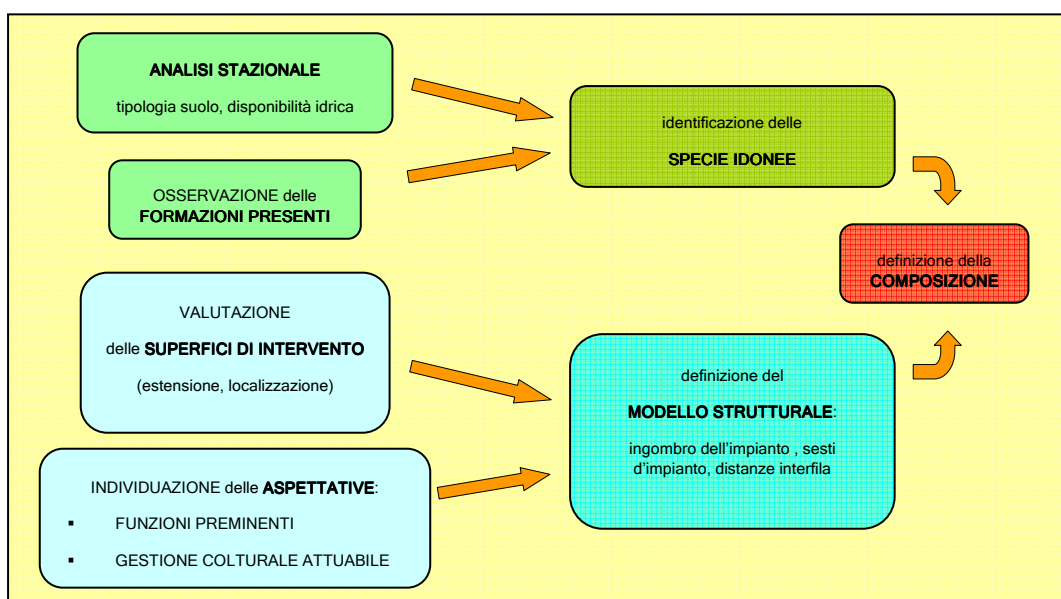 ANALISI STAZIONALE
tipologia suolo, disponibilità idrica
OSSERVAZIONE delle
FORMAZIONI PRESENTI
identificazione delle
SPECIE IDONEE
definizione della
COMPOSIZIONE
VALUTAZIONE
delle SUPERFICI DI INTERVENTO
(estensione, localizzazione)
INDIVIDUAZIONE delle ASPETTATIVE:
▪ FUNZIONI PREMINENTI
▪ GESTIONE COLTURALE ATTUABILE
definizione del
MODELLO STRUTTURALE:
ingombro dell'impianto , sesti
d'impianto, distanze interfila